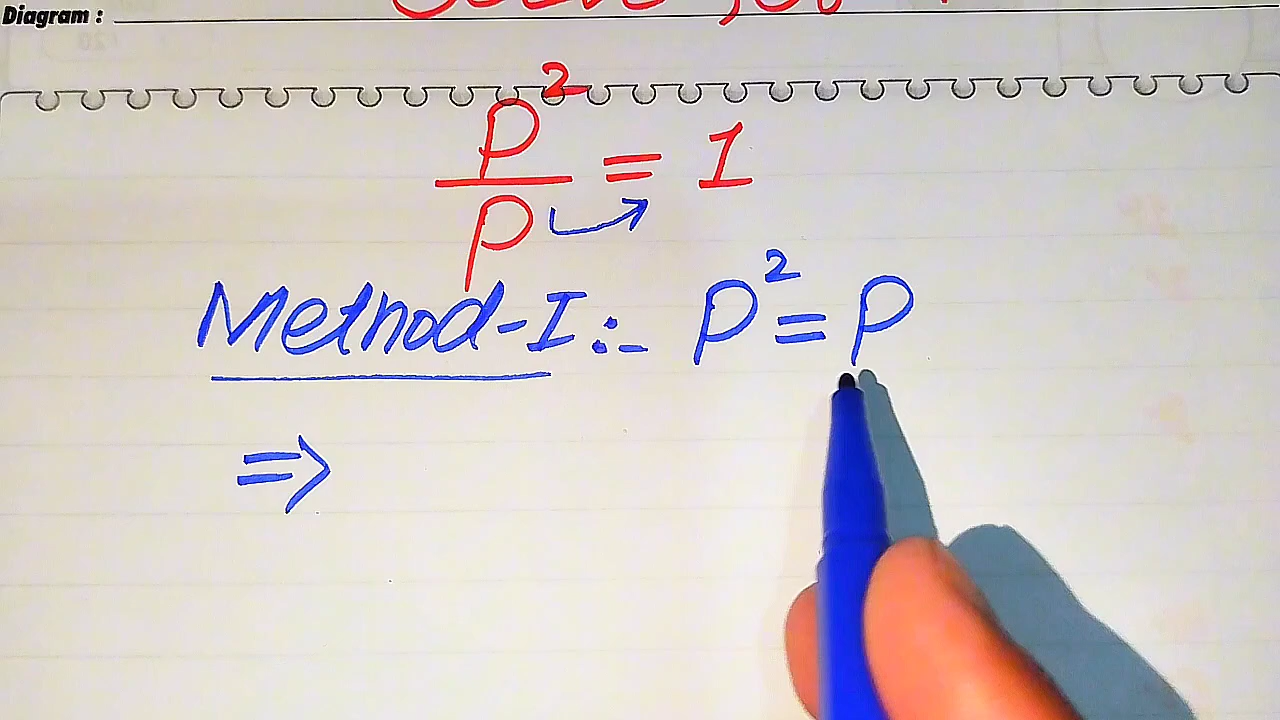 Diagram :
P² / P = 1
Method-I :- P² = P
=>